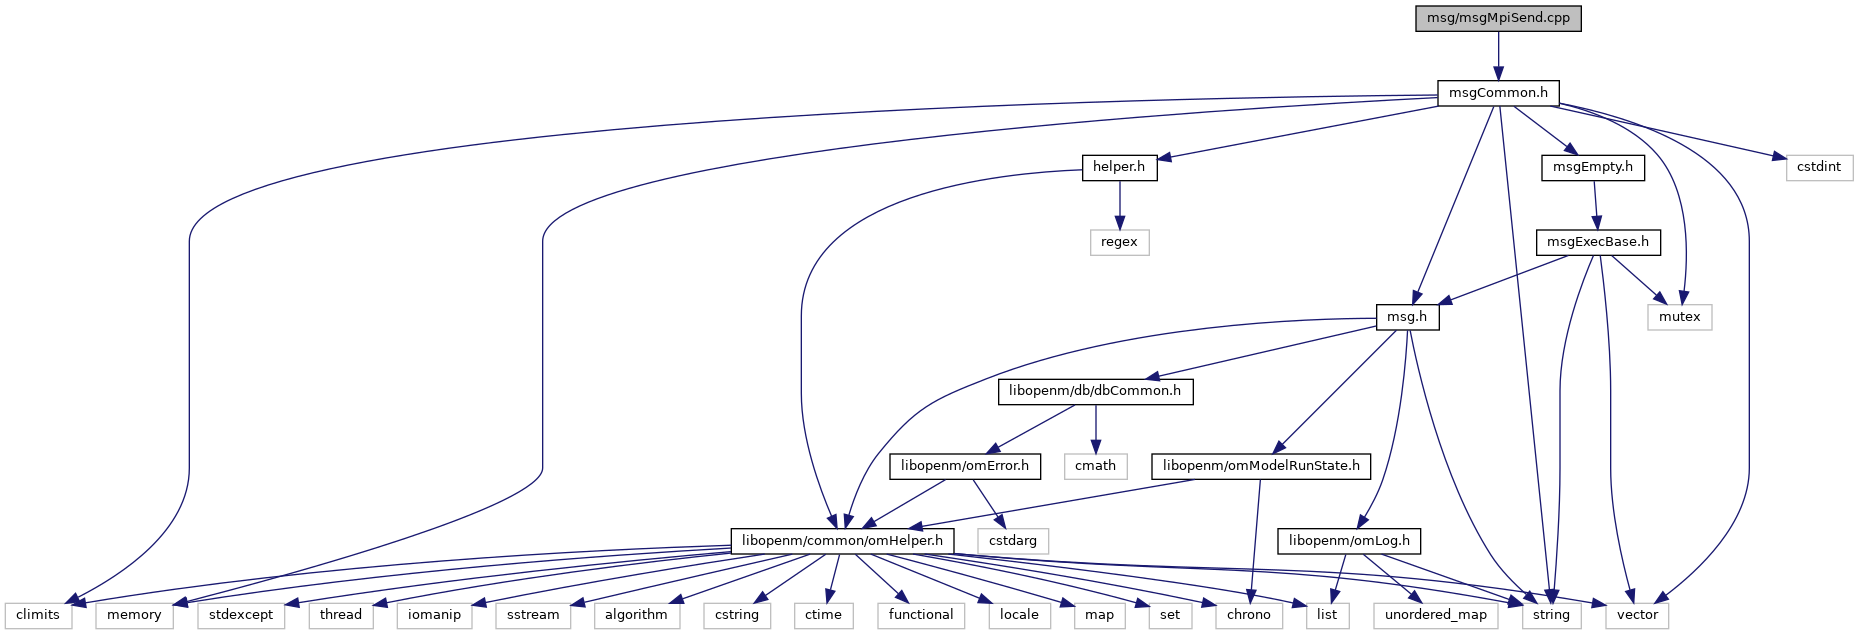 msg/msgMpiSend.cpp
msgCommon.h
helper.h
msgEmpty.h
cstdint
regex
msgExecBase.h
msg.h
mutex
libopenm/db/dbCommon.h
libopenm/omError.h
cmath
libopenm/omModelRunState.h
libopenm/common/omHelper.h
cstdarg
libopenm/omLog.h
climits
memory
stdexcept
thread
iomanip
sstream
algorithm
cstring
ctime
functional
locale
map
set
chrono
list
unordered_map
string
vector